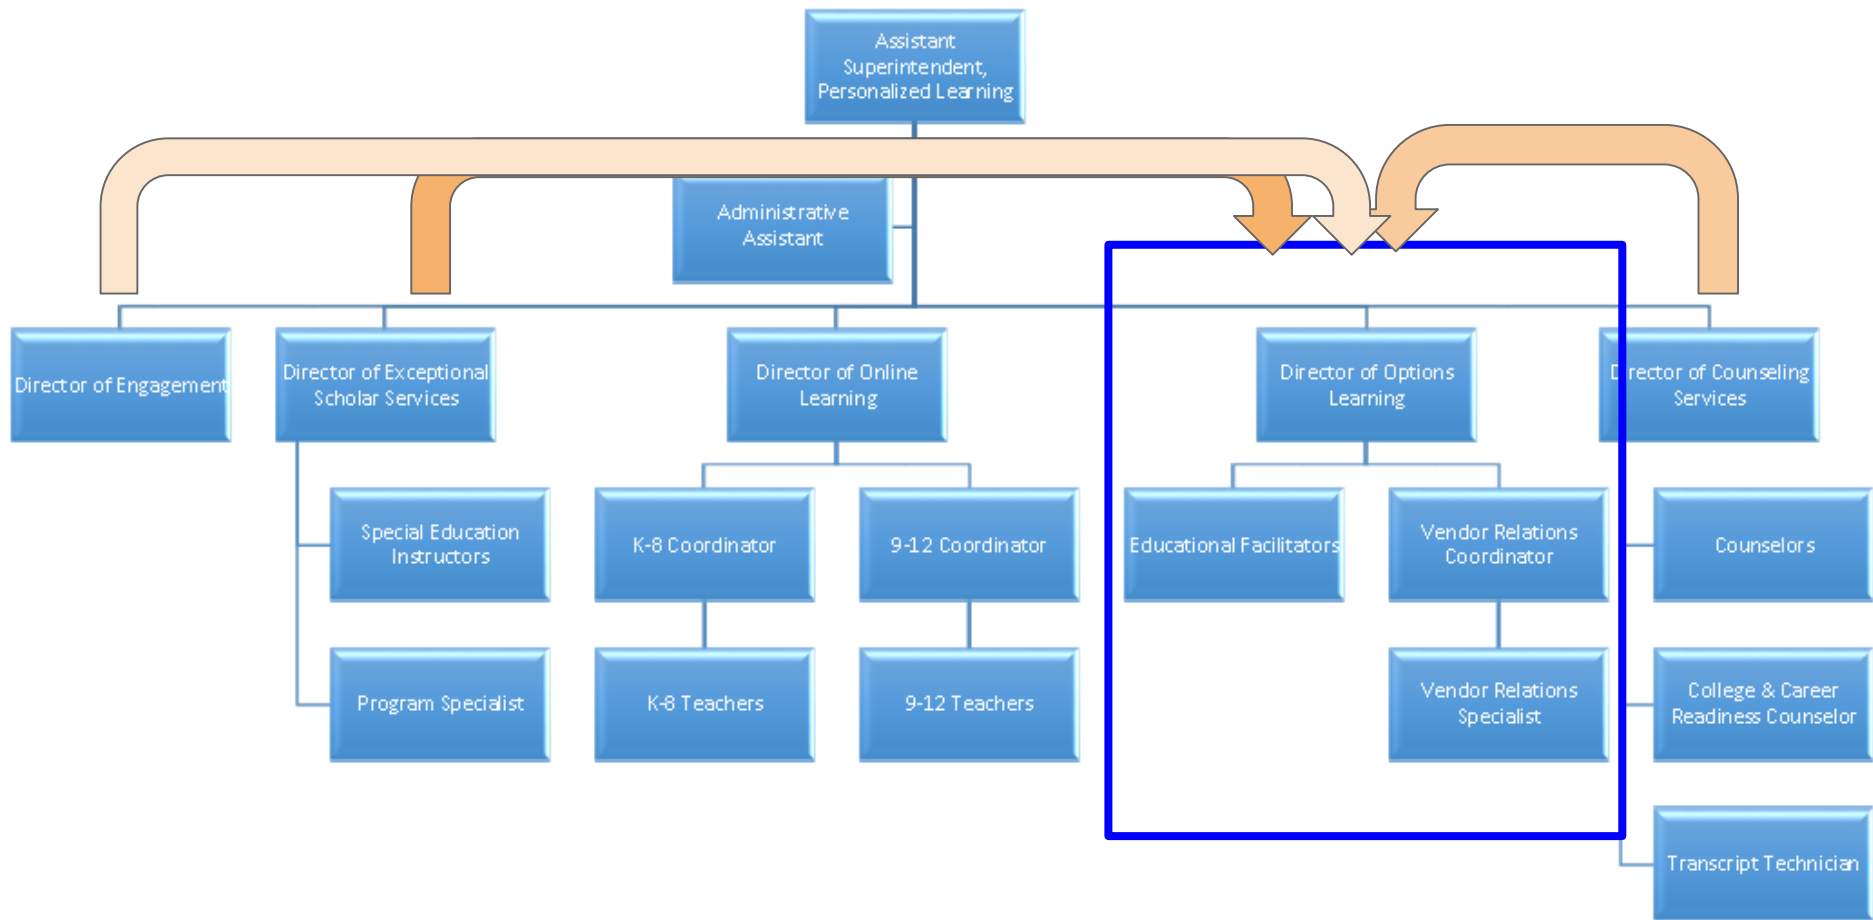 Assistant
Superintendent,
Personalized Learning
Administrative
Assistant
Director of Engagement
Director of Exceptional
Scholar Services
Director of Online
Learning
Director of Options
Learning
Director of Counseling
Services
Special Education
Instructors
K-8 Coordinator
9-12 Coordinator
Educational Facilitators
Vendor Relations
Coordinator
Counselors
Program Specialist
K-8 Teachers
9-12 Teachers
Vendor Relations
Specialist
College & Career
Readiness Counselor
Transcript Technician